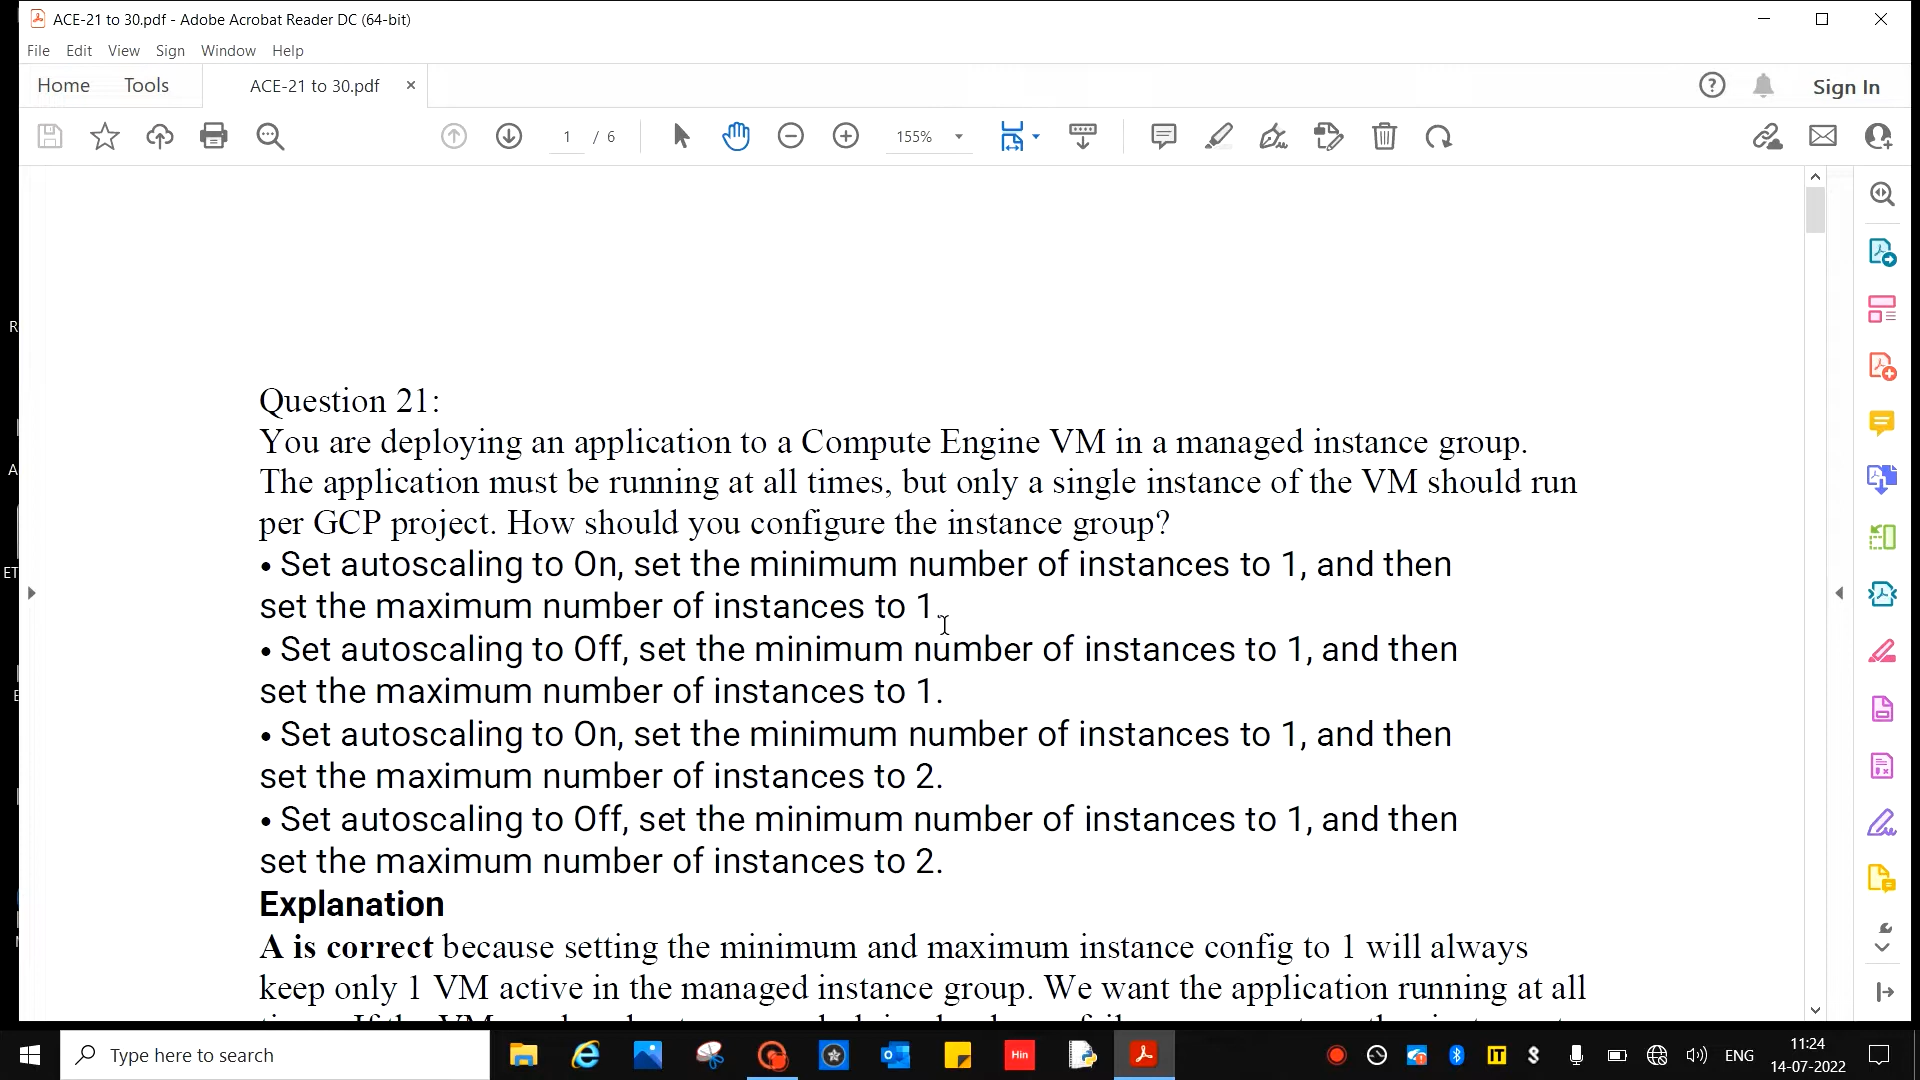 ACE-21 to 30.pdf - Adobe Acrobat Reader DC (64-bit)
File Edit View Sign Window Help
Home Tools ACE-21 to 30.pdf × Sign In
1 / 6 155%
Question 21:
You are deploying an application to a Compute Engine VM in a managed instance group.
The application must be running at all times, but only a single instance of the VM should run
per GCP project. How should you configure the instance group?
• Set autoscaling to On, set the minimum number of instances to 1, and then
set the maximum number of instances to 1.
• Set autoscaling to Off, set the minimum number of instances to 1, and then
set the maximum number of instances to 1.
• Set autoscaling to On, set the minimum number of instances to 1, and then
set the maximum number of instances to 2.
• Set autoscaling to Off, set the minimum number of instances to 1, and then
set the maximum number of instances to 2.
Explanation
A is correct because setting the minimum and maximum instance config to 1 will always
keep only 1 VM active in the managed instance group. We want the application running at all
R
A
ET
E
Type here to search
Hin
IT
ENG
11:24
14-07-2022